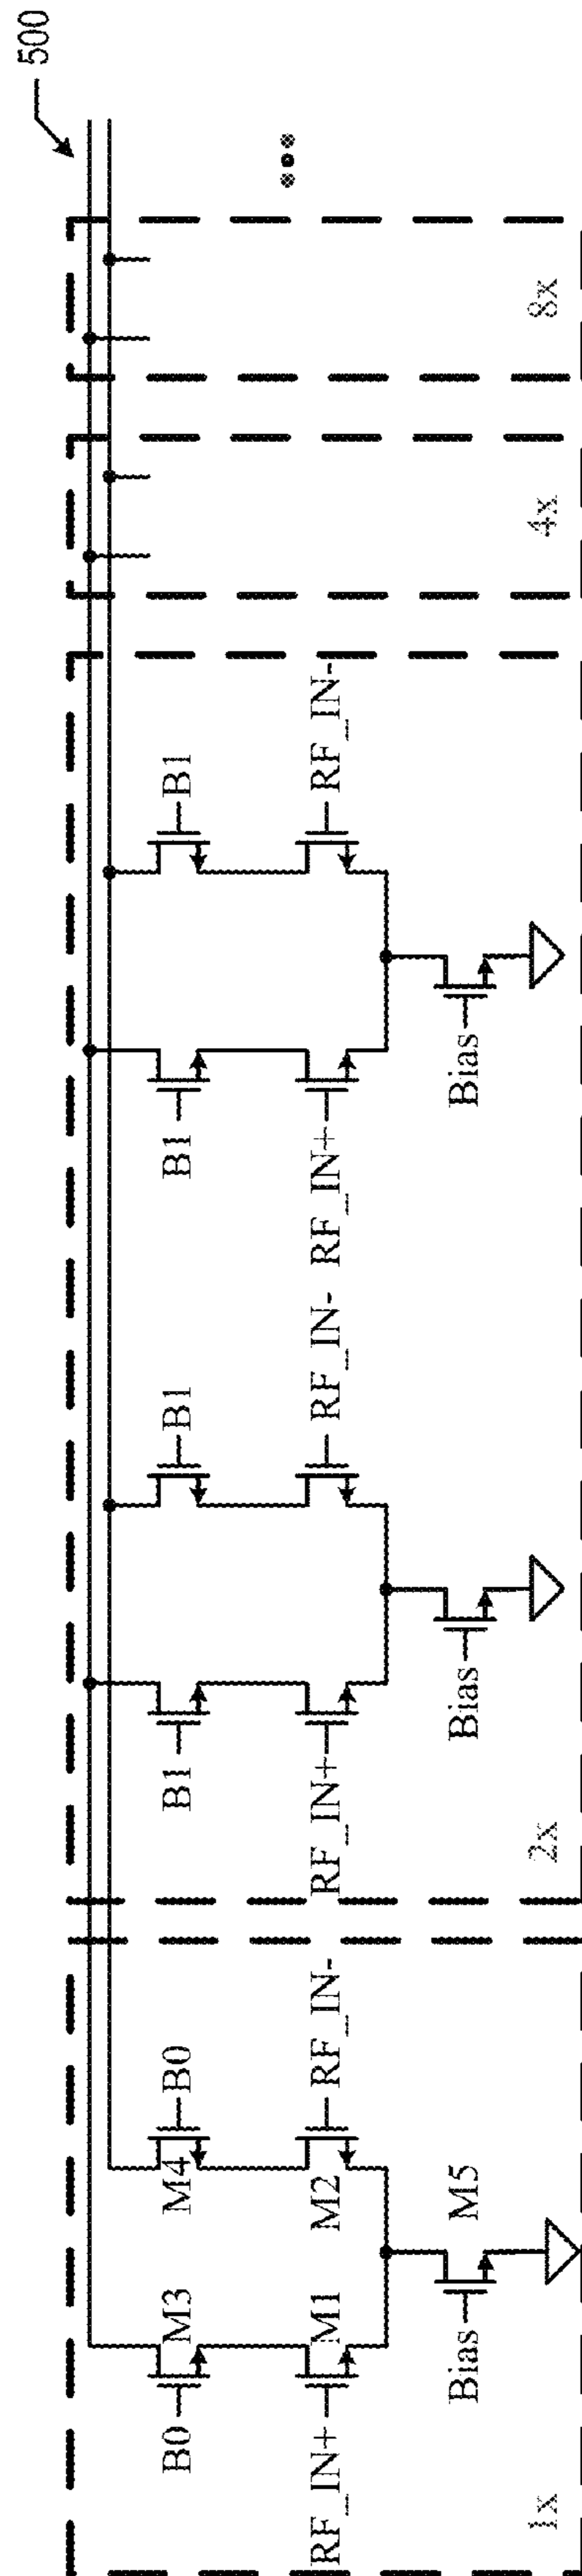 500
B0
M3
M4
B0
B1
B1
B1
B1
RF_IN+
M1
M2
RF_IN-
RF_IN+
RF_IN-
RF_IN+
RF_IN-
Bias
M5
Bias
Bias
1x
2x
4x
8x